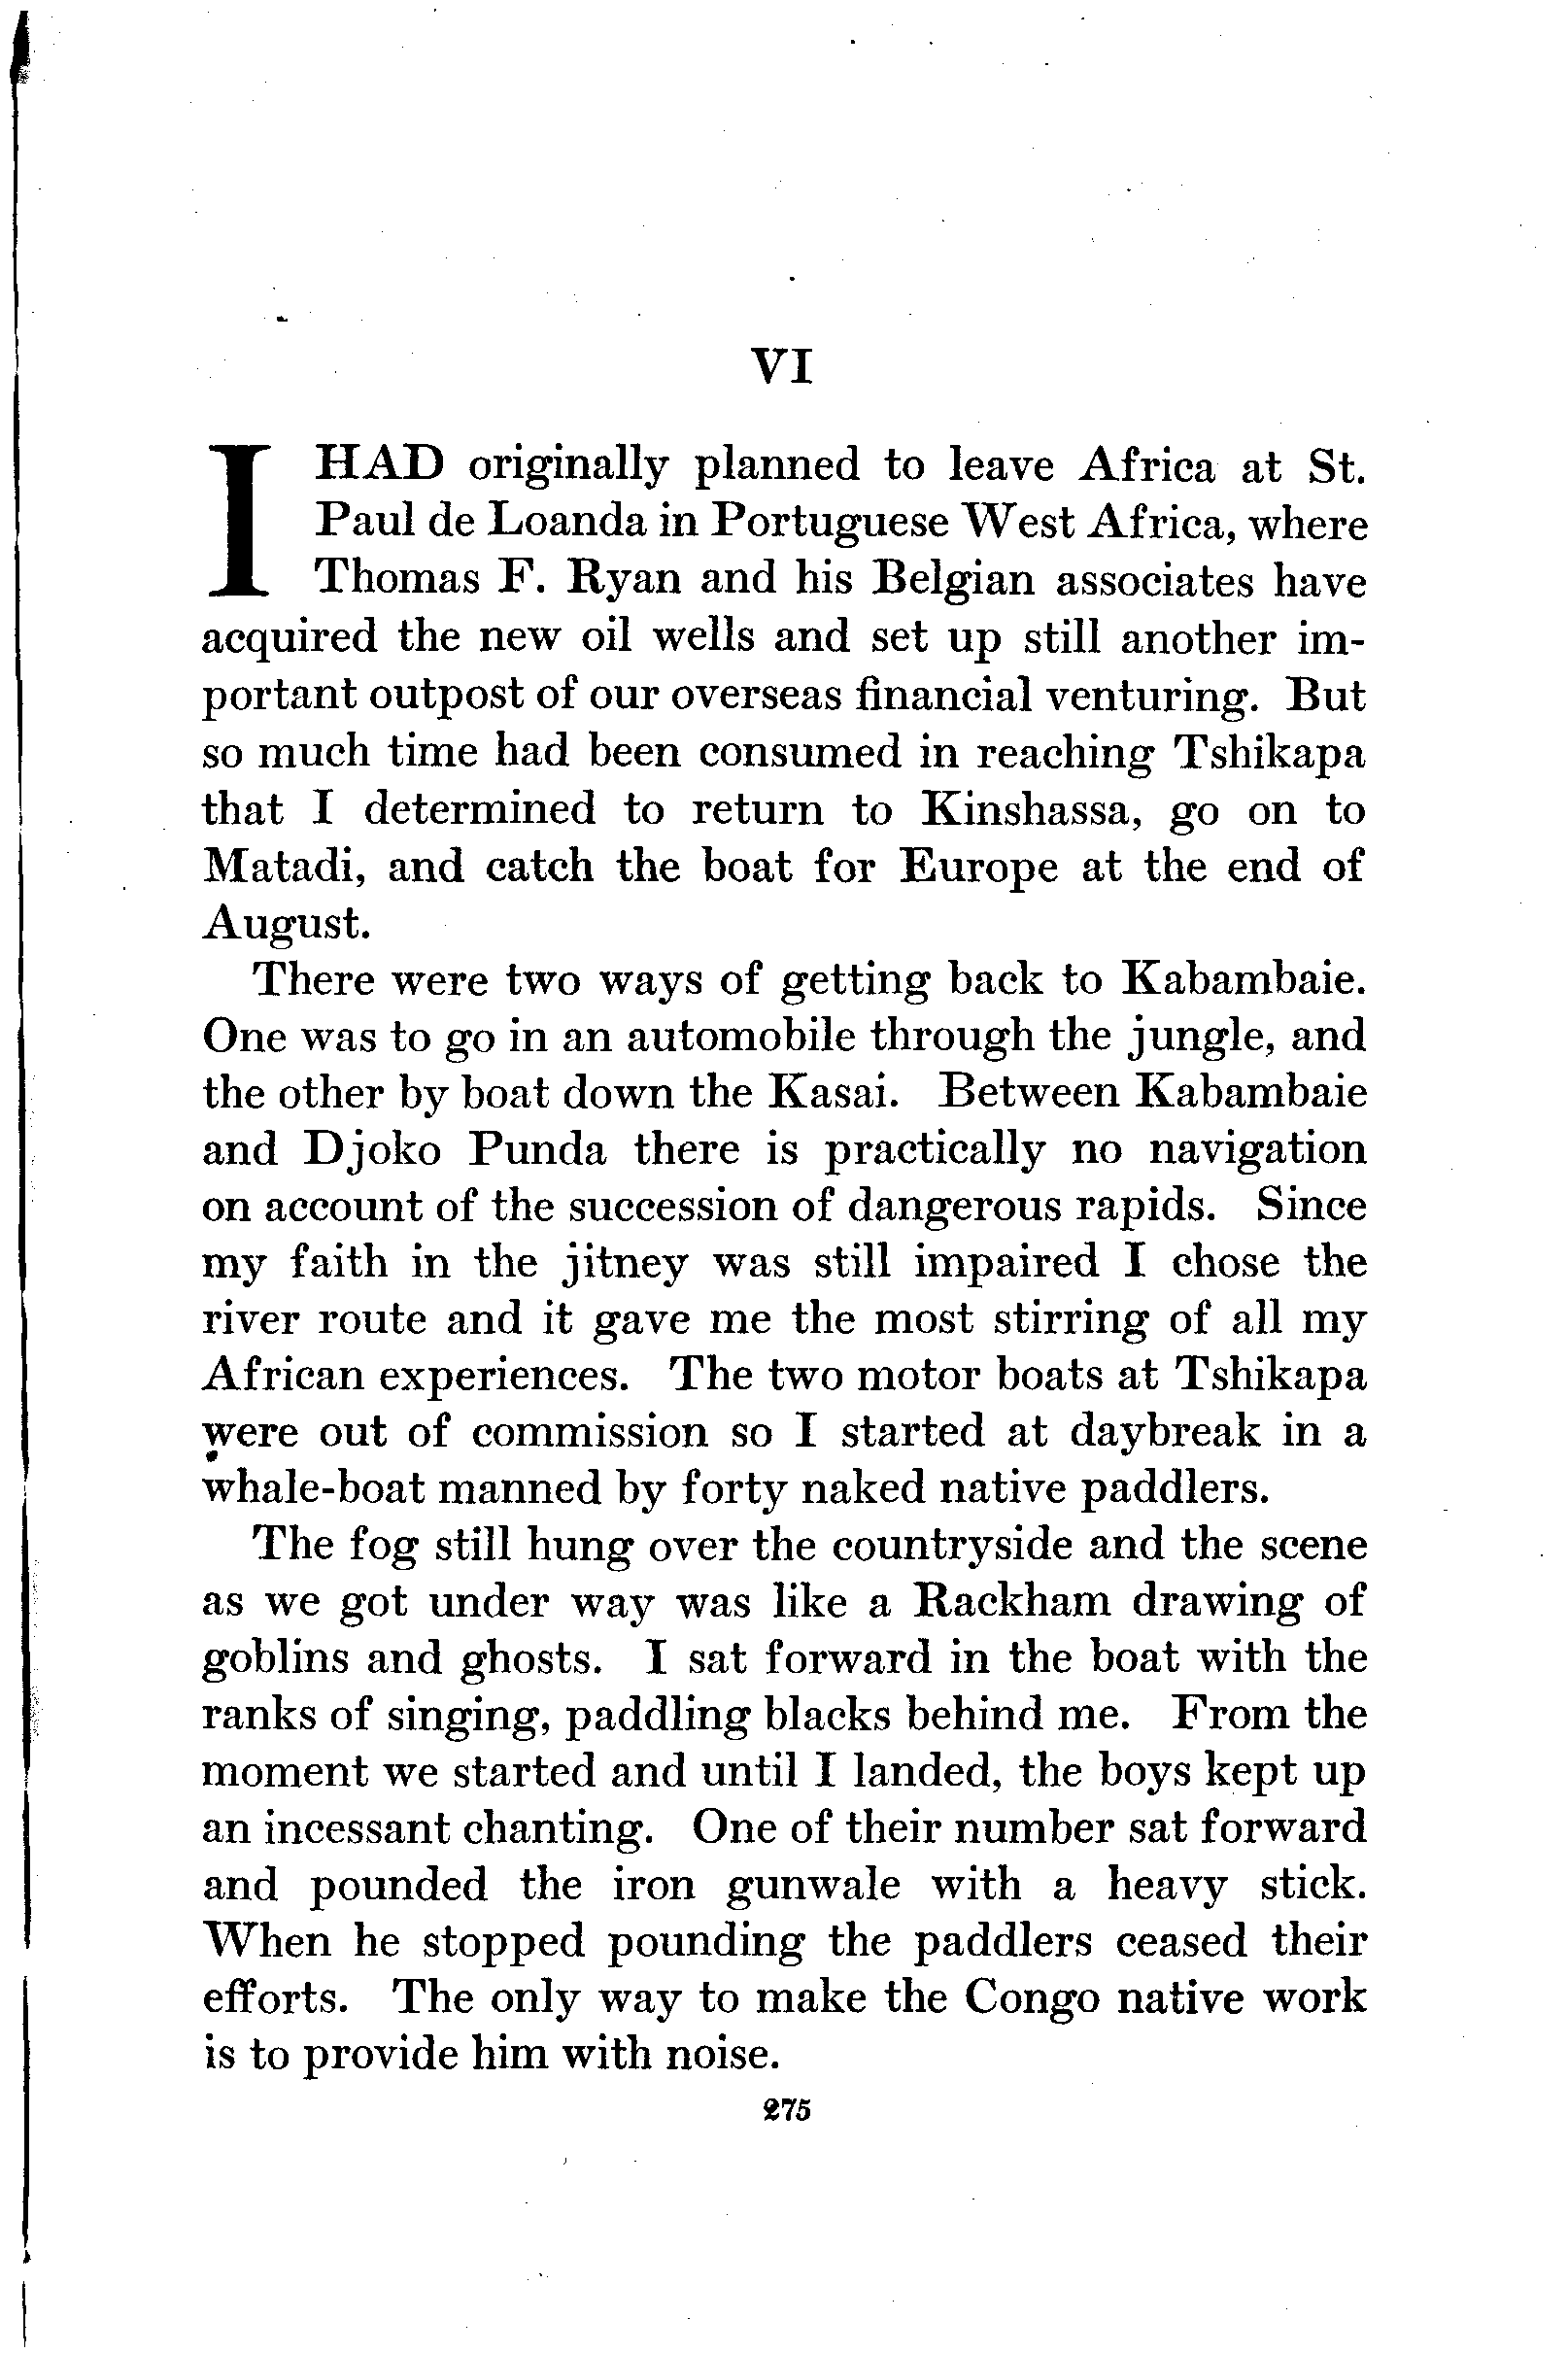 VI
I HAD originally planned to leave Africa at St.
Paul de Loanda in Portuguese West Africa, where
Thomas F. Ryan and his Belgian associates have
acquired the new oil wells and set up still another im-
portant outpost of our overseas financial venturing. But
so much time had been consumed in reaching Tshikapa
that I determined to return to Kinshassa, go on to
Matadi, and catch the boat for Europe at the end of
August.
There were two ways of getting back to Kabambaie.
One was to go in an automobile through the jungle, and
the other by boat down the Kasai. Between Kabambaie
and Djoko Punda there is practically no navigation
on account of the succession of dangerous rapids. Since
my faith in the jitney was still impaired I chose the
river route and it gave me the most stirring of all my
African experiences. The two motor boats at Tshikapa
were out of commission so I started at daybreak in a
whale-boat manned by forty naked native paddlers.
The fog still hung over the countryside and the scene
as we got under way was like a Rackham drawing of
goblins and ghosts. I sat forward in the boat with the
ranks of singing, paddling blacks behind me. From the
moment we started and until I landed, the boys kept up
an incessant chanting. One of their number sat forward
and pounded the iron gunwale with a heavy stick.
When he stopped pounding the paddlers ceased their
efforts. The only way to make the Congo native work
is to provide him with noise.
275